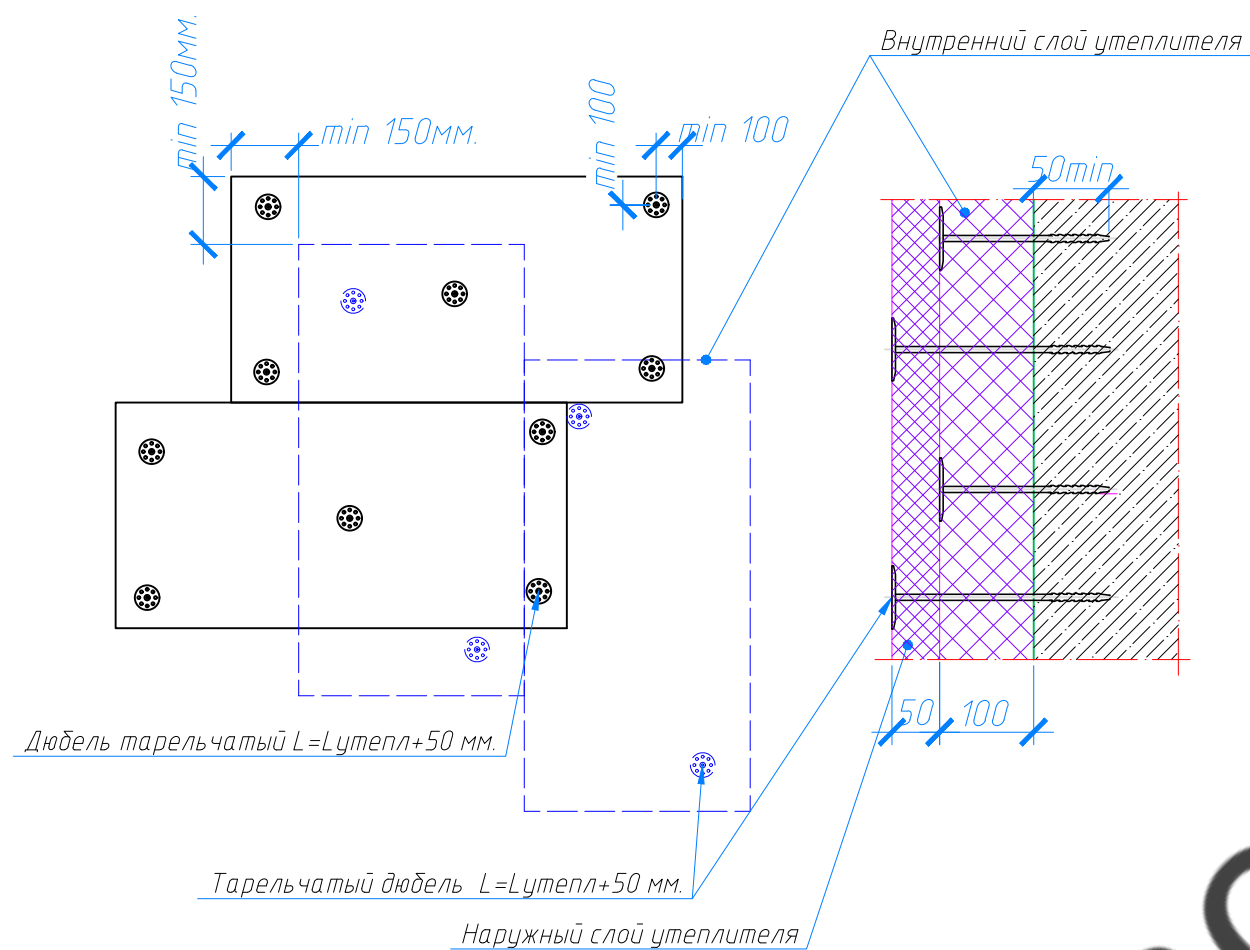 Внутренний слой утеплителя
min 150мм.
min 150мм.
min 100
min 100
50min
50
100
Дюбель тарельчатый L=Lутепл+50 мм.
Тарельчатый дюбель L=Lутепл+50 мм.
Наружный слой утеплителя